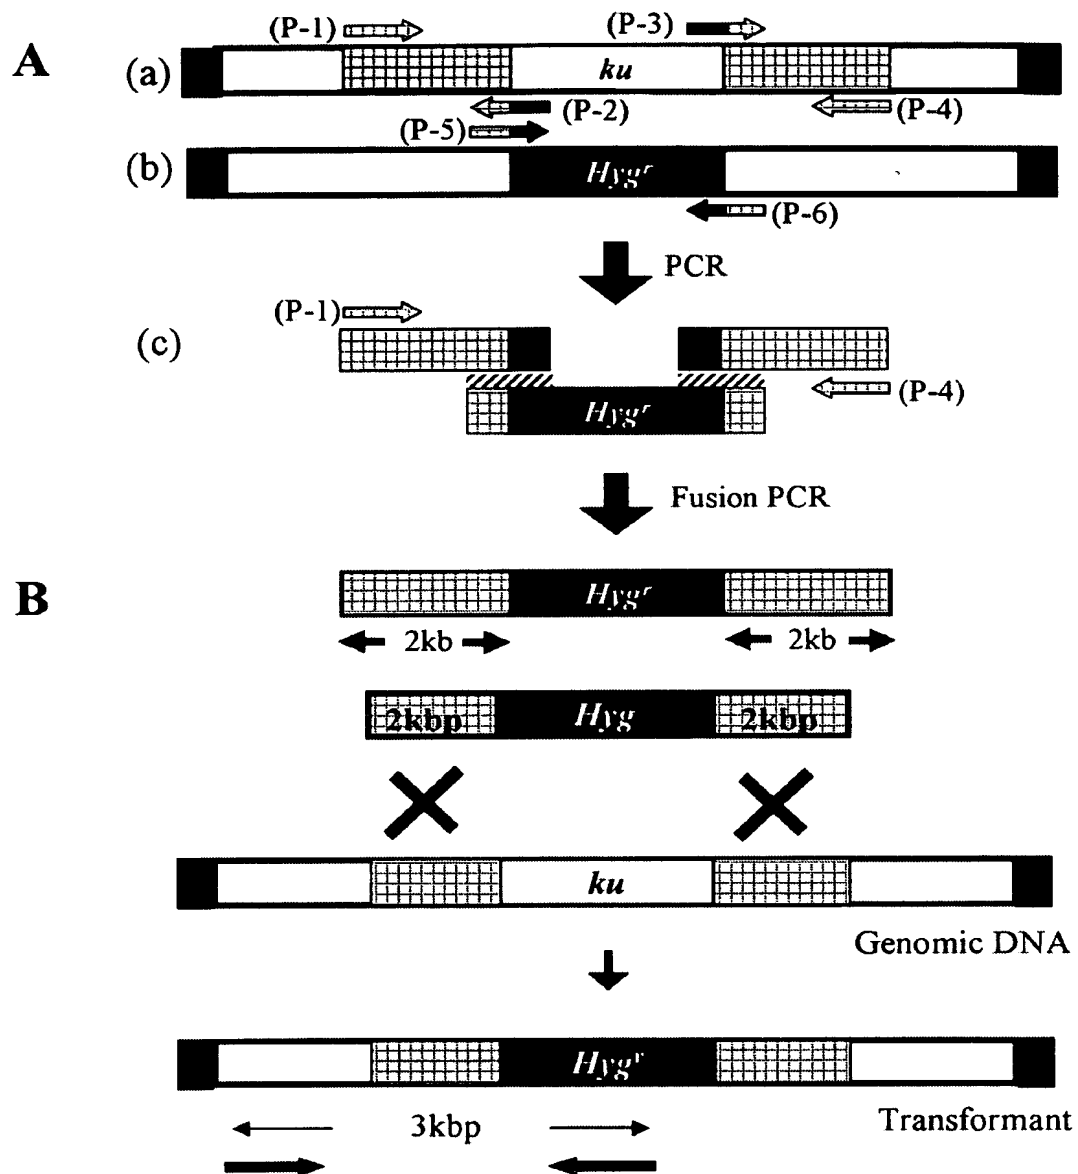 A
(P-1)
(P-3)
(a)
ku
(P-2)
(P-4)
(P-5)
(b)
Hygʳ
(P-6)
PCR
(P-1)
(c)
(P-4)
Hygʳ
Fusion PCR
B
Hygʳ
2kb
2kb
2kbp
Hyg
2kbp
ku
Genomic DNA
Hygʳ
3kbp
Transformant